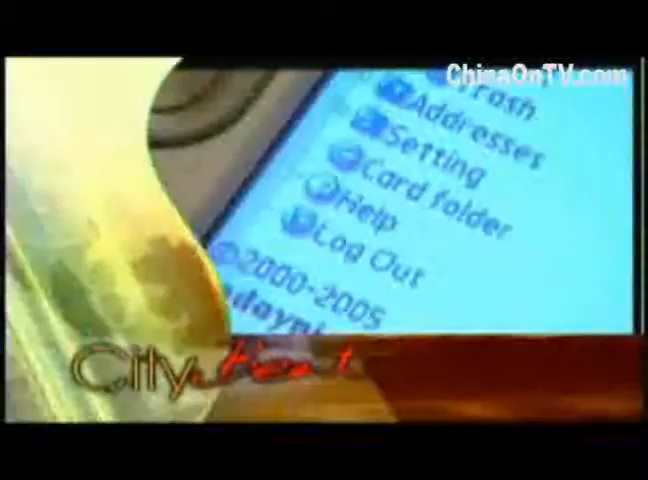 ChinaOnTV.com
Trash
Addresses
Setting
Card folder
Help
Log Out
©2000-2005
City